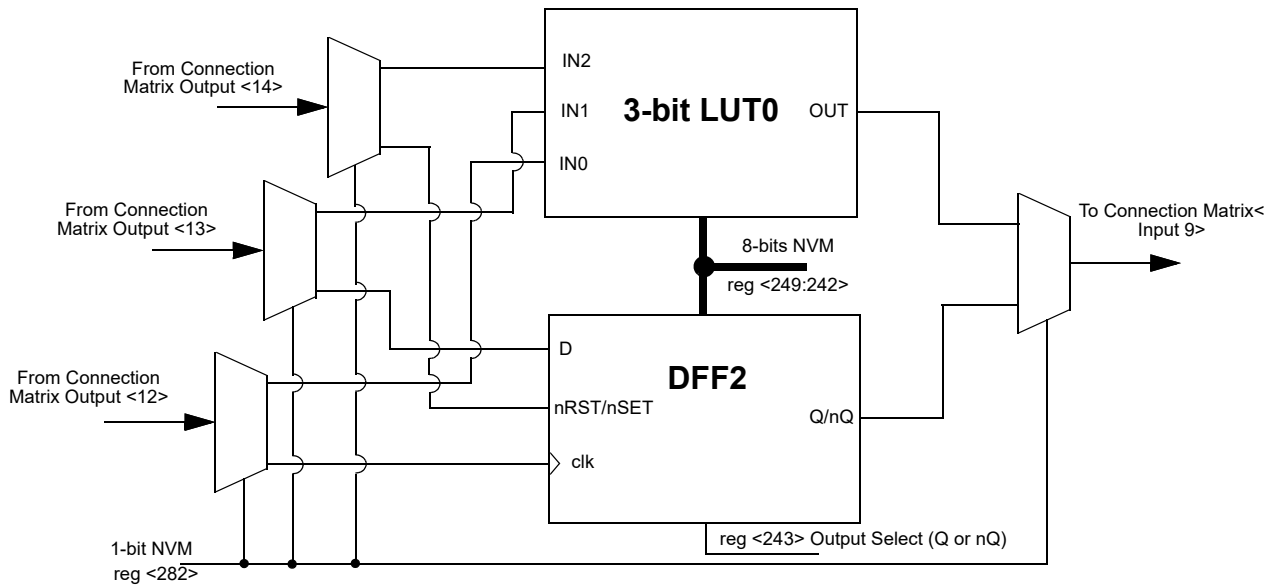 From Connection
Matrix Output <14>
IN2
IN1
IN0
3-bit LUT0
OUT
From Connection
Matrix Output <13>
To Connection Matrix<
Input 9>
8-bits NVM
reg <249:242>
From Connection
Matrix Output <12>
D
nRST/nSET
clk
DFF2
Q/nQ
1-bit NVM
reg <282>
reg <243> Output Select (Q or nQ)